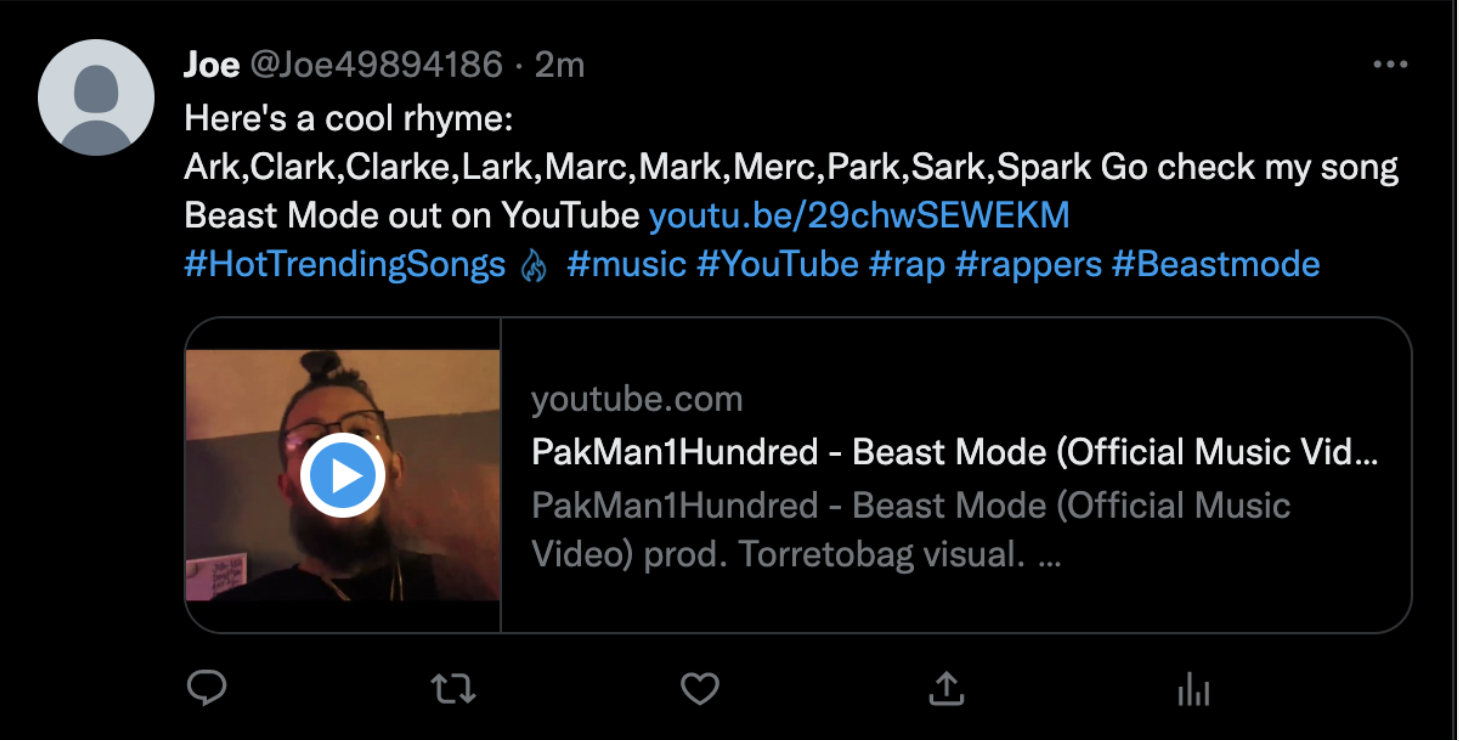 Joe @Joe49894186 · 2m
Here's a cool rhyme:
Ark,Clark,Clarke,Lark,Marc,Mark,Merc,Park,Sark,Spark Go check my song
Beast Mode out on YouTube youtu.be/29chwSEWEKM
#HotTrendingSongs #music #YouTube #rap #rappers #Beastmode
youtube.com
PakMan1Hundred - Beast Mode (Official Music Vid...
PakMan1Hundred - Beast Mode (Official Music
Video) prod. Torretobag visual. ...